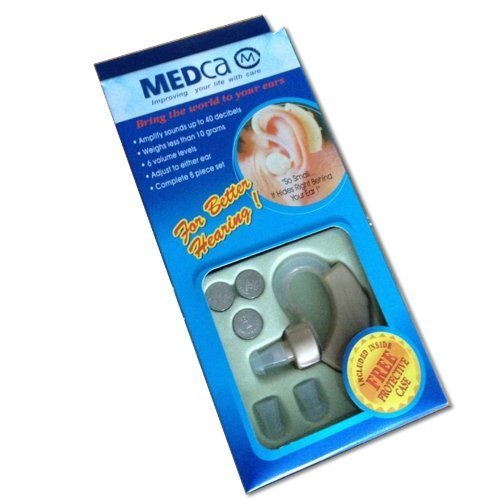 MEDca M
Improving your life with care
Bring the world to your ears
• Amplify sounds up to 40 decibels
• Weighs less than 10 grams
• 6 volume levels
• Adjust to either ear
• Complete 8 piece set
"So Small
It Hides Right Behind
Your Ear !"
For Better
Hearing !
INCLUDED INSIDE
FREE
PROTECTIVE
CASE